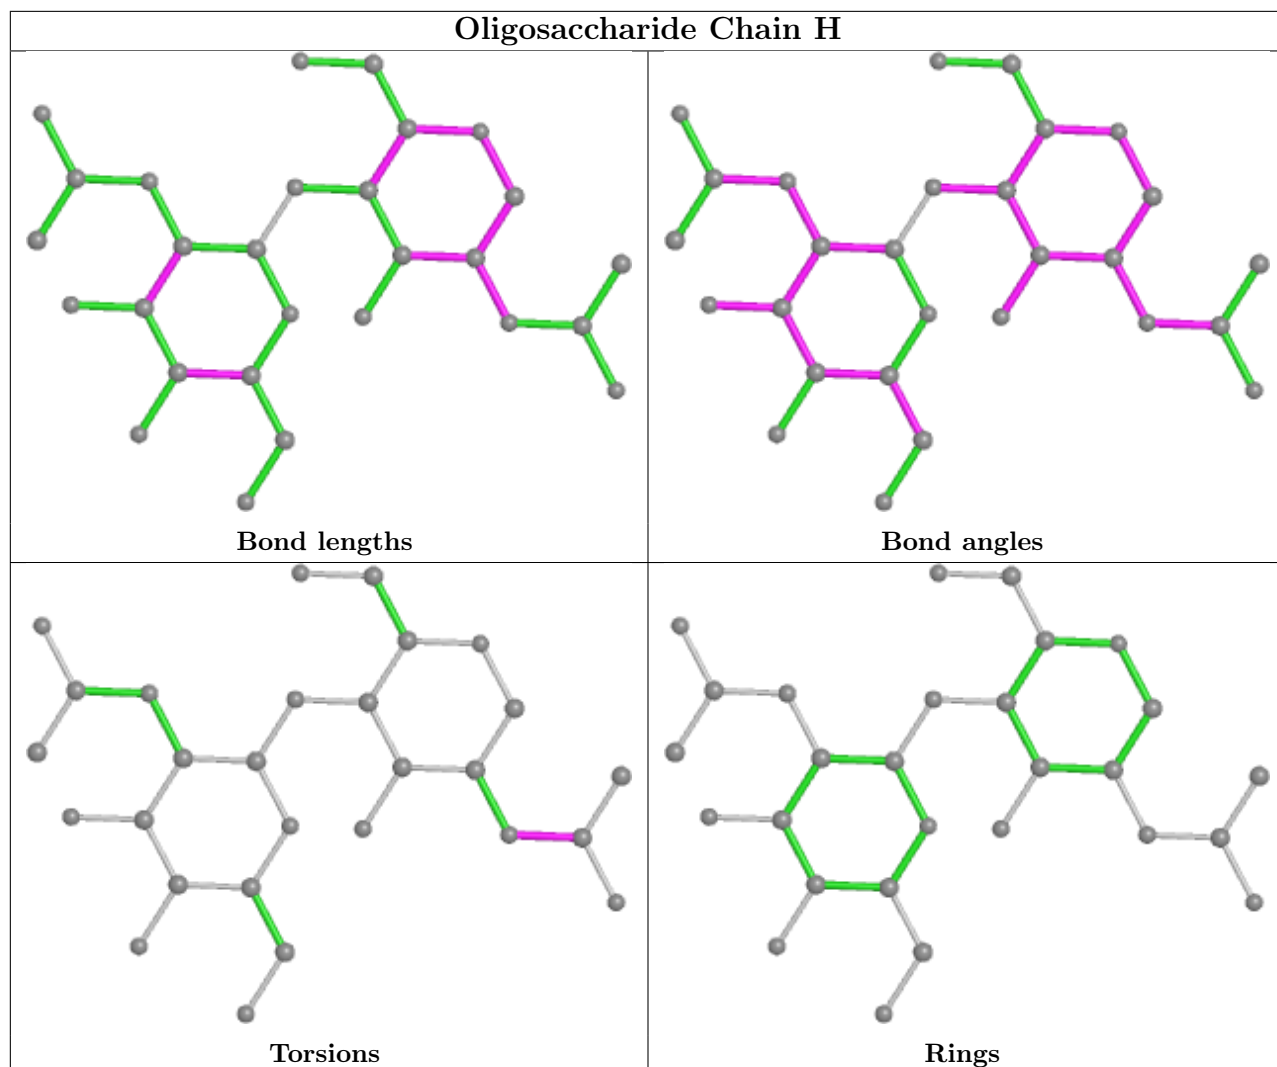 Oligosaccharide Chain H
Bond lengths
Bond angles
Torsions
Rings